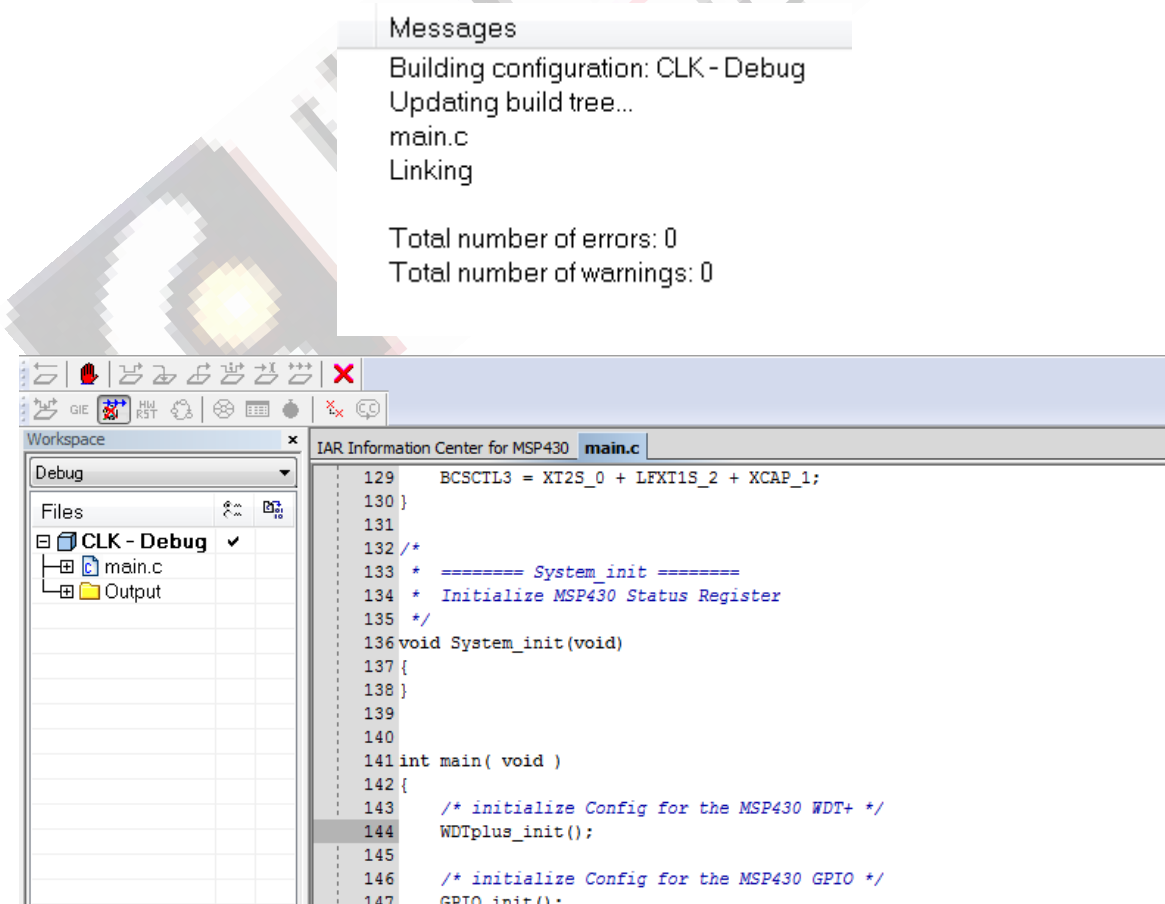 Messages
Building configuration: CLK - Debug
Updating build tree...
main.c
Linking
Total number of errors: 0
Total number of warnings: 0
GIE
HW
RST
Workspace
IAR Information Center for MSP430 main.c
Debug
Files
CLK - Debug
main.c
Output
129 BCSCTL3 = XT2S_0 + LFXT1S_2 + XCAP_1;
130 }
131
132 /*
133 * ======== System_init ========
134 * Initialize MSP430 Status Register
135 */
136 void System_init(void)
137 {
138 }
139
140
141 int main( void )
142 {
143 /* initialize Config for the MSP430 WDT+ */
144 WDTplus_init();
145
146 /* initialize Config for the MSP430 GPIO */
147 GPIO_init();